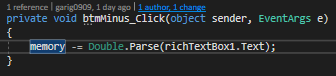 1 reference | garig0909, 1 day ago | 1 author, 1 change
private void btmMinus_Click(object sender, EventArgs e)
{
memory -= Double.Parse(richTextBox1.Text);
}